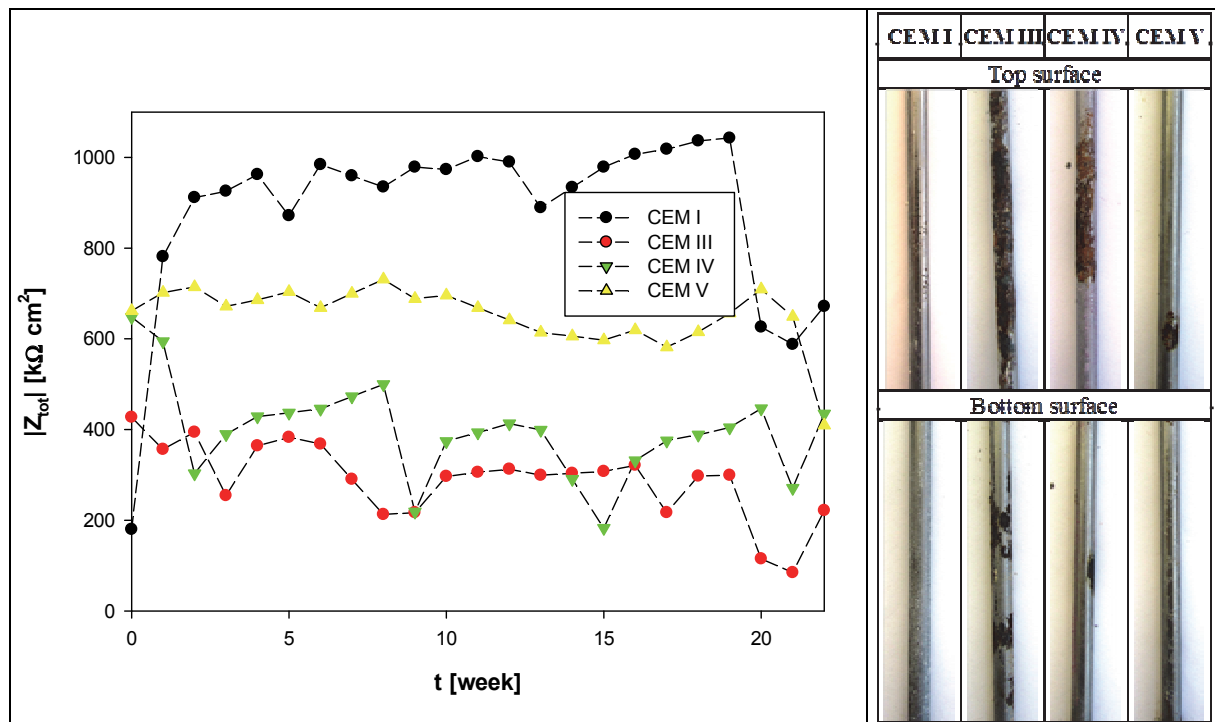 1000
800
600
400
200
0
|Z_tot| [kΩ cm²]
0 5 10 15 20
t [week]
CEM I
CEM III
CEM IV
CEM V
CEM I CEM III CEM IV CEM V
Top surface
Bottom surface